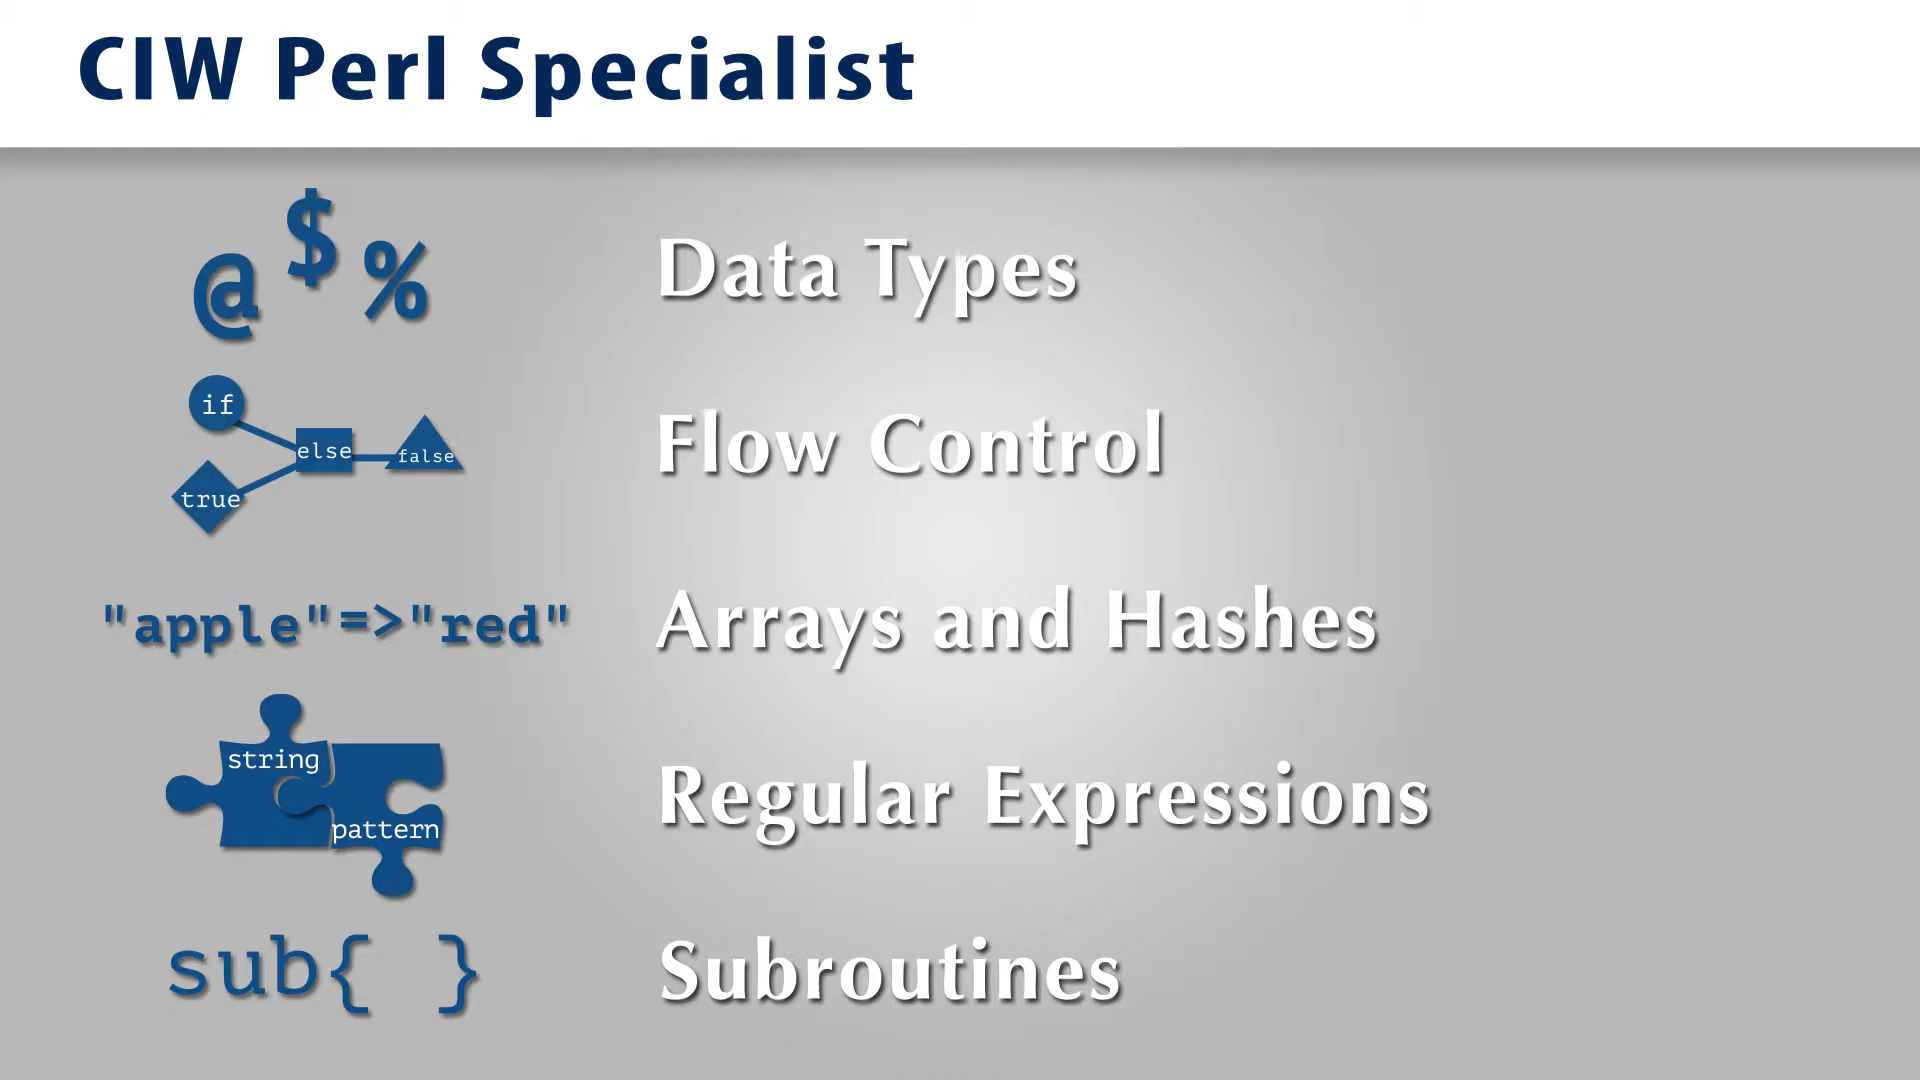 CIW Perl Specialist
@ $ %
Data Types
if
else
false
true
Flow Control
"apple"=>"red"
Arrays and Hashes
string
pattern
Regular Expressions
sub{ }
Subroutines